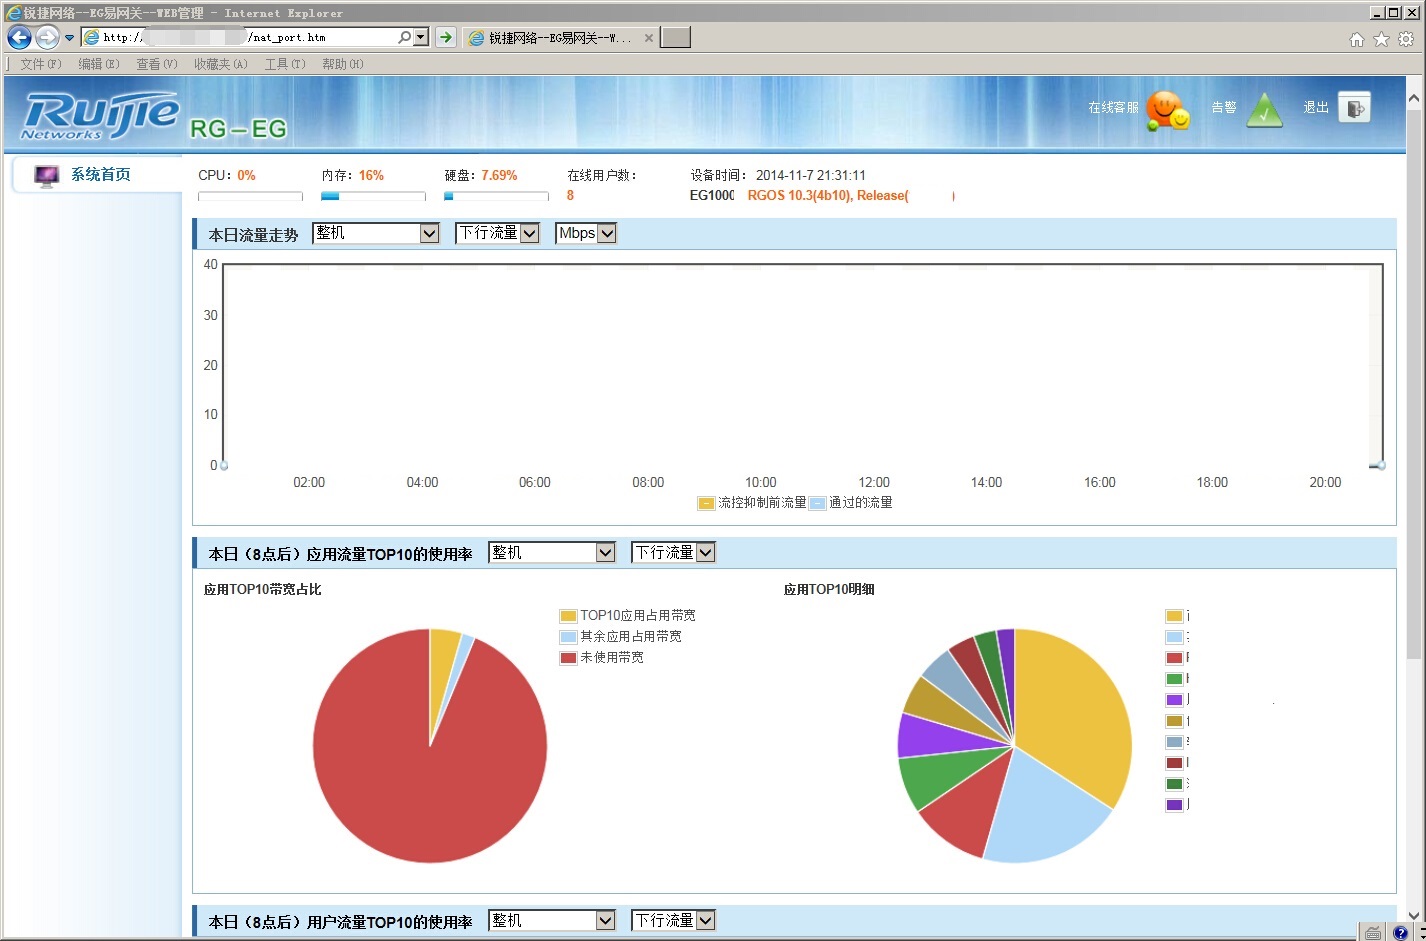 锐捷网络--EG易网关--WEB管理 - Internet Explorer
http:/ /nat_port.htm
锐捷网络--EG易网关--W...
文件(F) 编辑(E) 查看(V) 收藏夹(A) 工具(T) 帮助(H)
Ruijie Networks RG-EG
在线客服 告警 退出
系统首页
CPU: 0% 内存: 16% 硬盘: 7.69% 在线用户数: 设备时间: 2014-11-7 21:31:11
8 EG1000 RGOS 10.3(4b10), Release( )
本日流量走势 整机 下行流量 Mbps
40
30
20
10
0
02:00 04:00 06:00 08:00 10:00 12:00 14:00 16:00 18:00 20:00
流控抑制前流量 通过的流量
本日（8点后）应用流量TOP10的使用率 整机 下行流量
应用TOP10带宽占比 应用TOP10明细
TOP10应用占用带宽
其余应用占用带宽
未使用带宽
本日（8点后）用户流量TOP10的使用率 整机 下行流量